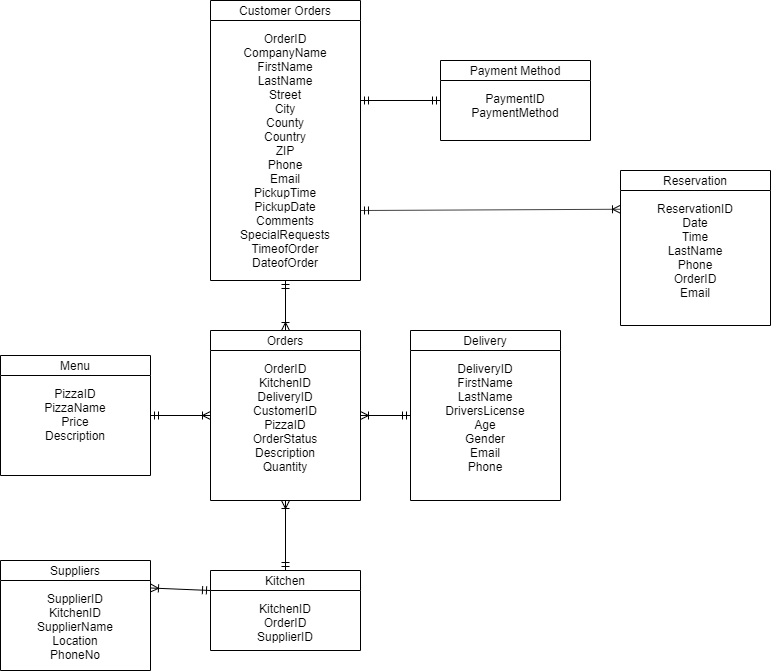 Customer Orders
OrderID
CompanyName
FirstName
LastName
Street
City
County
Country
ZIP
Phone
Email
PickupTime
PickupDate
Comments
SpecialRequests
TimeofOrder
DateofOrder
Payment Method
PaymentID
PaymentMethod
Reservation
ReservationID
Date
Time
LastName
Phone
OrderID
Email
Menu
PizzaID
PizzaName
Price
Description
Orders
OrderID
KitchenID
DeliveryID
CustomerID
PizzaID
OrderStatus
Description
Quantity
Delivery
DeliveryID
FirstName
LastName
DriversLicense
Age
Gender
Email
Phone
Suppliers
SupplierID
KitchenID
SupplierName
Location
PhoneNo
Kitchen
KitchenID
OrderID
SupplierID